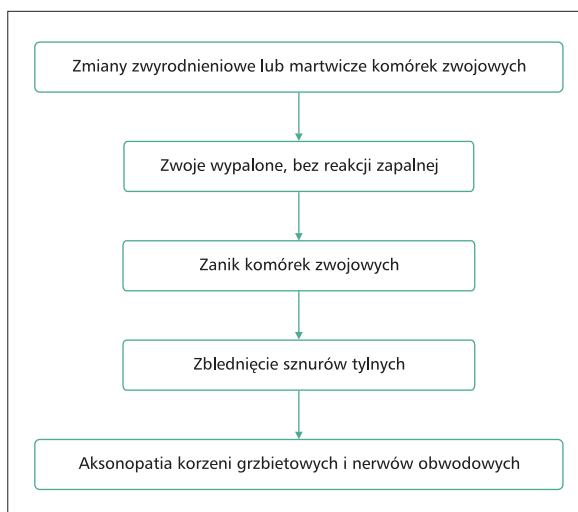 Zmiany zwyrodnieniowe lub martwicze komórek zwojowych
Zwoje wypalone, bez reakcji zapalnej
Zanik komórek zwojowych
Zblednięcie sznurów tylnych
Aksonopatia korzeni grzbietowych i nerwów obwodowych